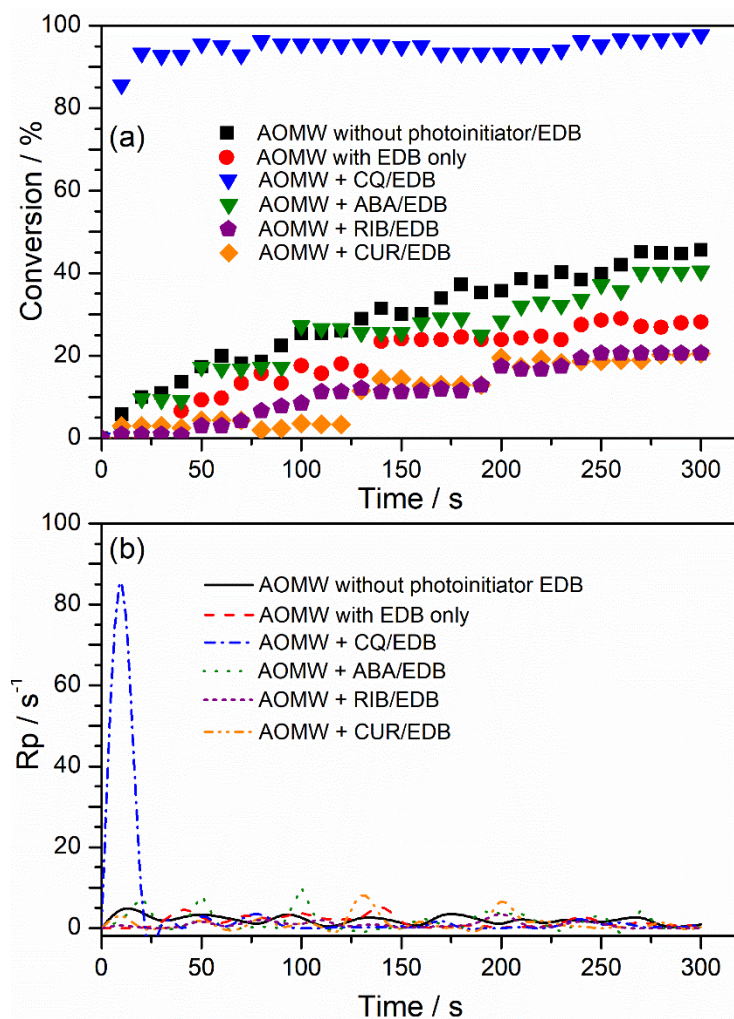 100
80
60
40
20
0
Conversion / %
(a)
AOMW without photoinitiator/EDB
AOMW with EDB only
AOMW + CQ/EDB
AOMW + ABA/EDB
AOMW + RIB/EDB
AOMW + CUR/EDB
0 50 100 150 200 250 300
Time / s
100
80
60
40
20
0
Rp / s⁻¹
(b)
AOMW without photoinitiator EDB
AOMW with EDB only
AOMW + CQ/EDB
AOMW + ABA/EDB
AOMW + RIB/EDB
AOMW + CUR/EDB
0 50 100 150 200 250 300
Time / s